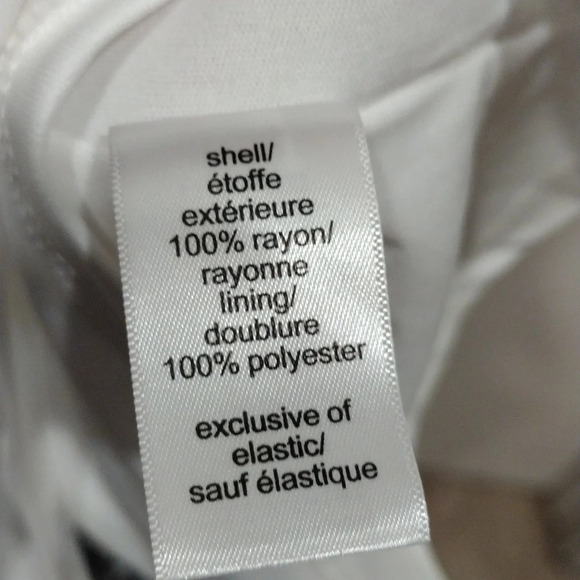 shell/
étoffe
extérieure
100% rayon/
rayonne
lining/
doublure
100% polyester
exclusive of
elastic/
sauf élastique